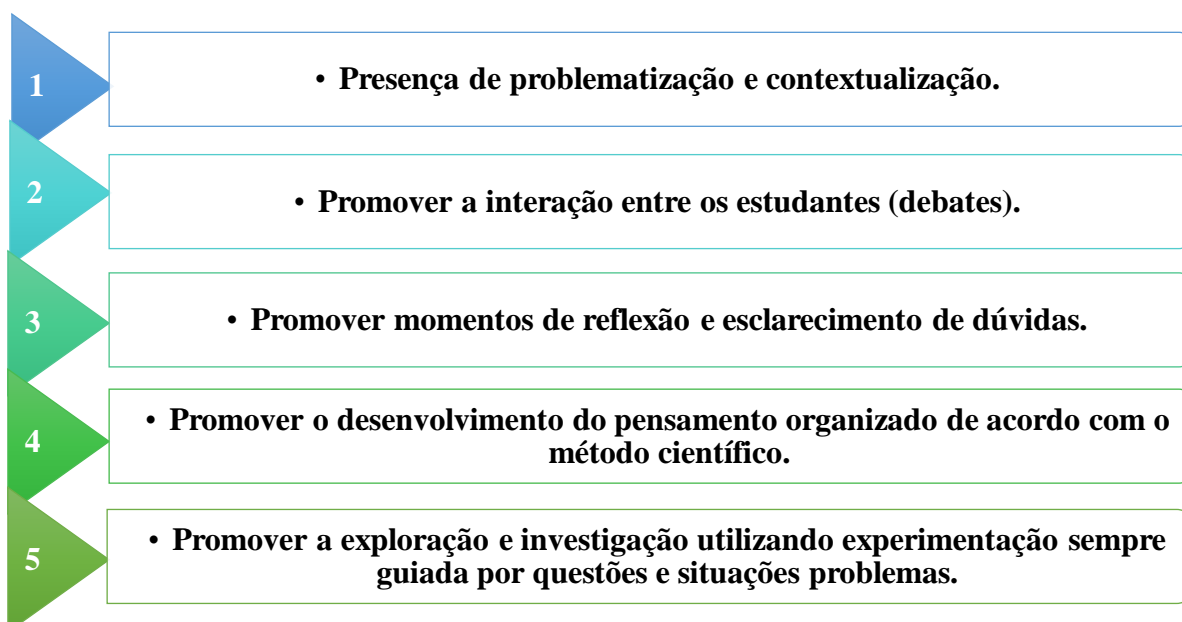 1
• Presença de problematização e contextualização.
2
• Promover a interação entre os estudantes (debates).
3
• Promover momentos de reflexão e esclarecimento de dúvidas.
4
• Promover o desenvolvimento do pensamento organizado de acordo com o
método científico.
5
• Promover a exploração e investigação utilizando experimentação sempre
guiada por questões e situações problemas.